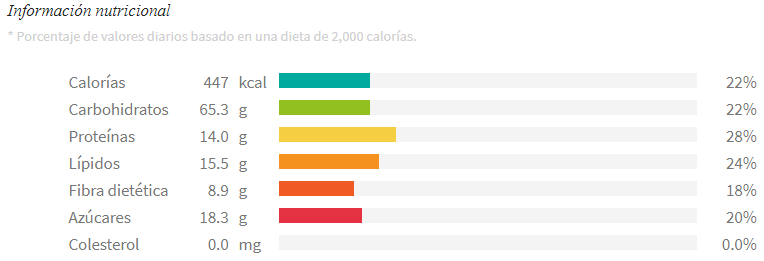 Información nutricional
* Porcentaje de valores diarios basado en una dieta de 2,000 calorías.
Calorías 447 kcal 22%
Carbohidratos 65.3 g 22%
Proteínas 14.0 g 28%
Lípidos 15.5 g 24%
Fibra dietética 8.9 g 18%
Azúcares 18.3 g 20%
Colesterol 0.0 mg 0.0%